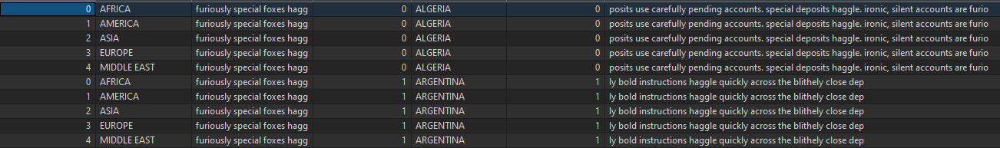 0 AFRICA furiously special foxes hagg 0 ALGERIA 0 posits use carefully pending accounts. special deposits haggle. ironic, silent accounts are furio
1 AMERICA furiously special foxes hagg 0 ALGERIA 0 posits use carefully pending accounts. special deposits haggle. ironic, silent accounts are furio
2 ASIA furiously special foxes hagg 0 ALGERIA 0 posits use carefully pending accounts. special deposits haggle. ironic, silent accounts are furio
3 EUROPE furiously special foxes hagg 0 ALGERIA 0 posits use carefully pending accounts. special deposits haggle. ironic, silent accounts are furio
4 MIDDLE EAST furiously special foxes hagg 0 ALGERIA 0 posits use carefully pending accounts. special deposits haggle. ironic, silent accounts are furio
0 AFRICA furiously special foxes hagg 1 ARGENTINA 1 ly bold instructions haggle quickly across the blithely close dep
1 AMERICA furiously special foxes hagg 1 ARGENTINA 1 ly bold instructions haggle quickly across the blithely close dep
2 ASIA furiously special foxes hagg 1 ARGENTINA 1 ly bold instructions haggle quickly across the blithely close dep
3 EUROPE furiously special foxes hagg 1 ARGENTINA 1 ly bold instructions haggle quickly across the blithely close dep
4 MIDDLE EAST furiously special foxes hagg 1 ARGENTINA 1 ly bold instructions haggle quickly across the blithely close dep